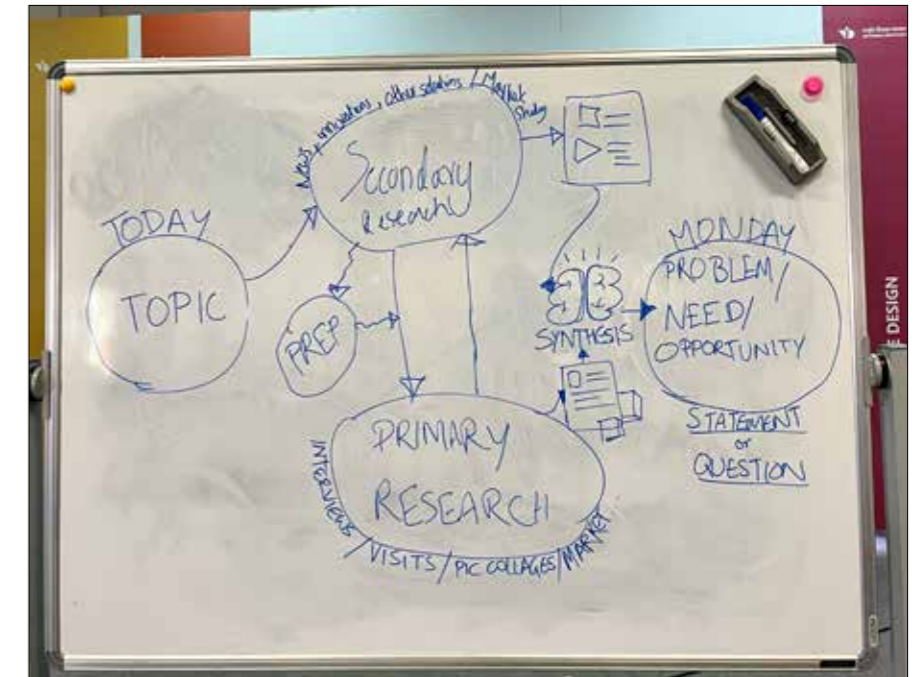 News, innovations, other solutions / Market
Study
Secondary
Research
TODAY
TOPIC
PREP
SYNTHESIS
MONDAY
PROBLEM/
NEED/
OPPORTUNITY
STATEMENT
or
QUESTION
PRIMARY
RESEARCH
INTERVIEWS / VISITS / PIC COLLAGES / MARKET
E DESIGN